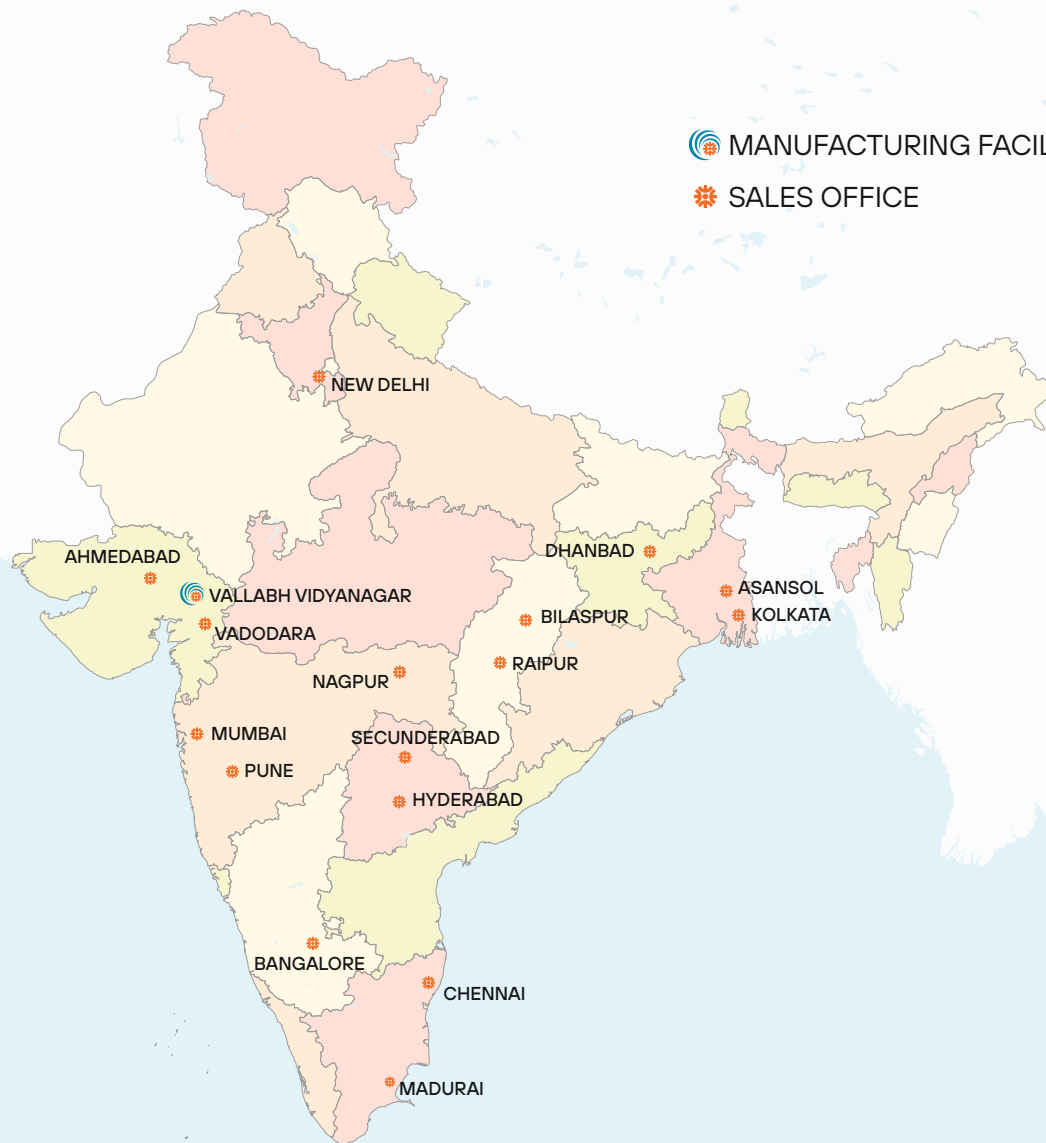 MANUFACTURING FACIL
SALES OFFICE
NEW DELHI
AHMEDABAD
DHANBAD
ASANSOL
VALLABH VIDYANAGAR
KOLKATA
BILASPUR
VADODARA
RAIPUR
NAGPUR
MUMBAI
SECUNDERABAD
PUNE
HYDERABAD
BANGALORE
CHENNAI
MADURAI